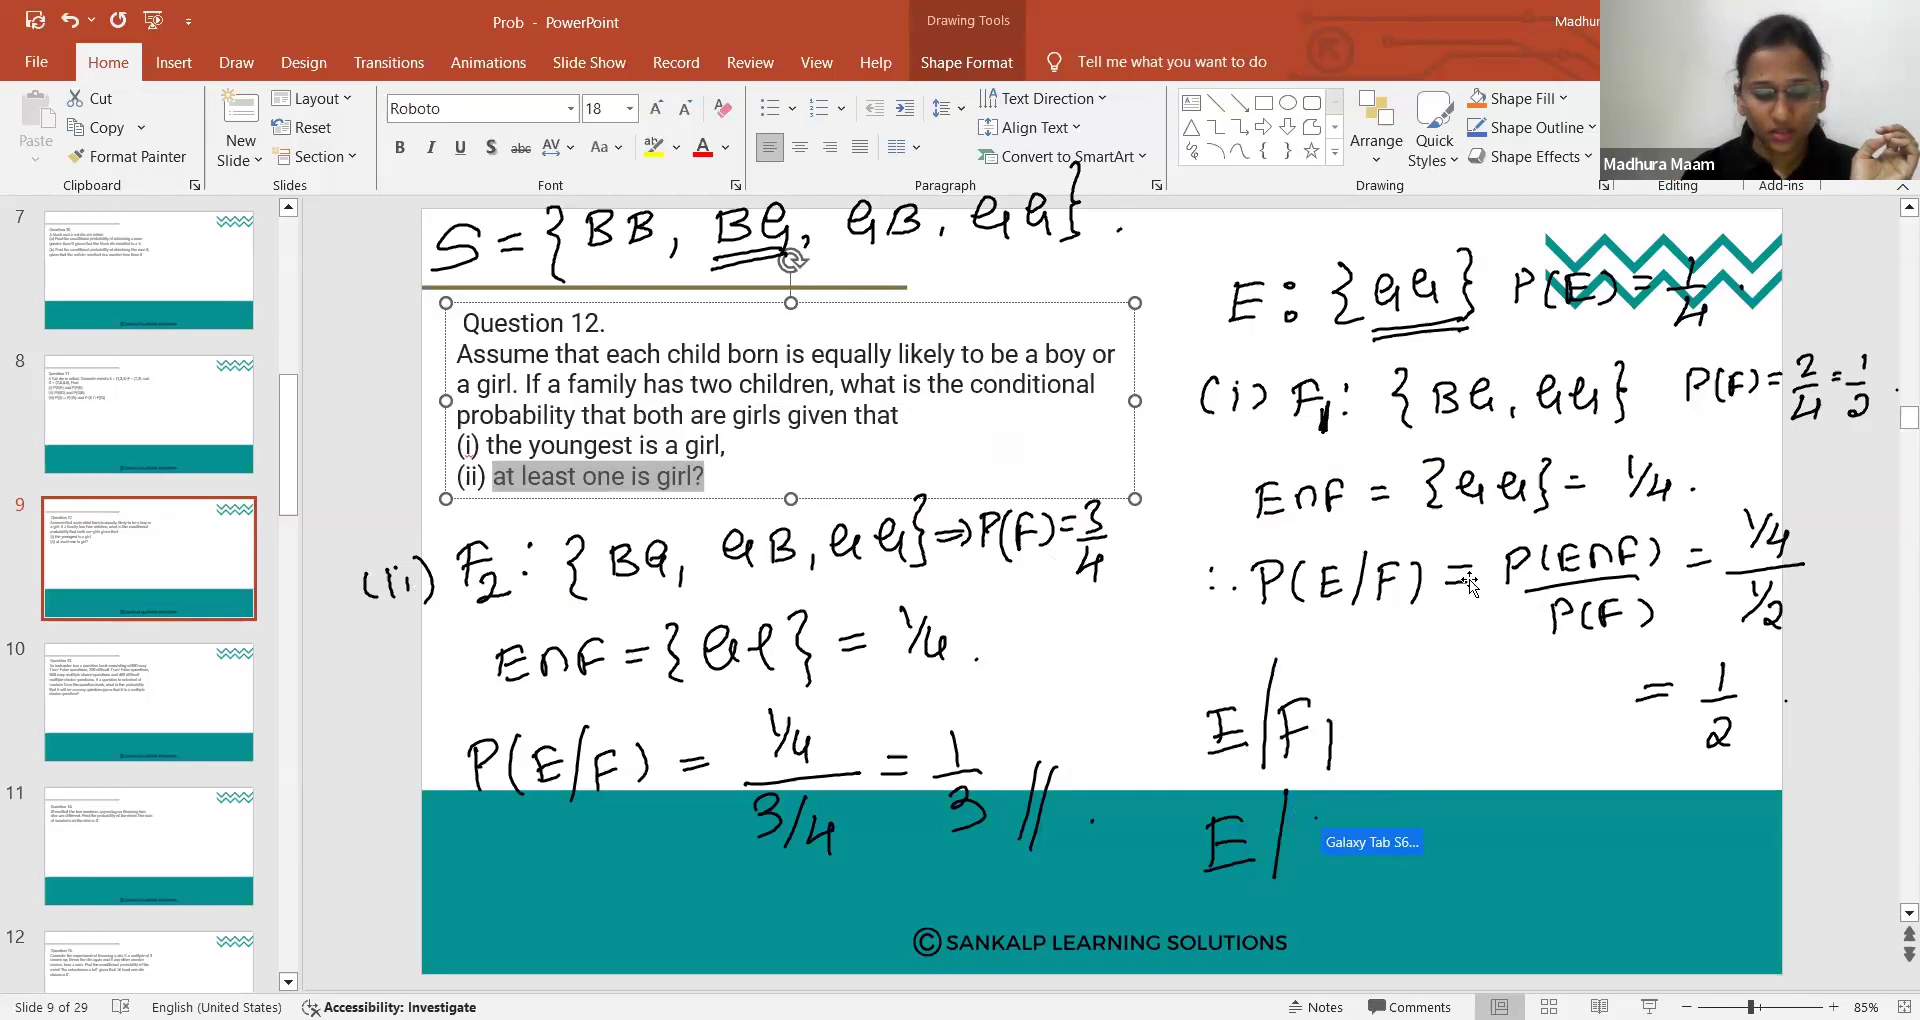 Prob - PowerPoint
Drawing Tools
Madhur
File Home Insert Draw Design Transitions Animations Slide Show Record Review View Help Shape Format Tell me what you want to do
Paste
Cut
Copy
Format Painter
Clipboard
New Slide
Layout
Reset
Section
Slides
Roboto 18
B I U S abc AV Aa A
Font
Text Direction
Align Text
Convert to SmartArt
Paragraph
Arrange
Quick Styles
Shape Fill
Shape Outline
Shape Effects
Drawing
Editing
Add-ins
Madhura Maam
7
8
9
10
11
12
S = {BB, BG, GB, GG}.
Question 12.
Assume that each child born is equally likely to be a boy or
a girl. If a family has two children, what is the conditional
probability that both are girls given that
(i) the youngest is a girl,
(ii) at least one is girl?
(ii) F2 : {BG, GB, GG} ⇒ P(F) = 3/4
E∩F = {GG} = 1/4.
P(E/F) = 1/4 / 3/4 = 1/3 // .
E : {GG} P(E) = 1/4.
(i) F1 : {BG, GG} P(F) = 2/4 = 1/2.
E∩F = {GG} = 1/4.
∴ P(E/F) = P(E∩F) / P(F) = 1/4 / 1/2
= 1/2.
E/F1
E/
Galaxy Tab S6...
© SANKALP LEARNING SOLUTIONS
Slide 9 of 29 English (United States) Accessibility: Investigate Notes Comments 85%